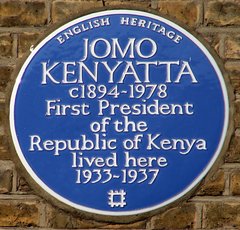 ENGLISH HERITAGE
JOMO
KENYATTA
c1894-1978
First President
of the
Republic of Kenya
lived here
1933-1937